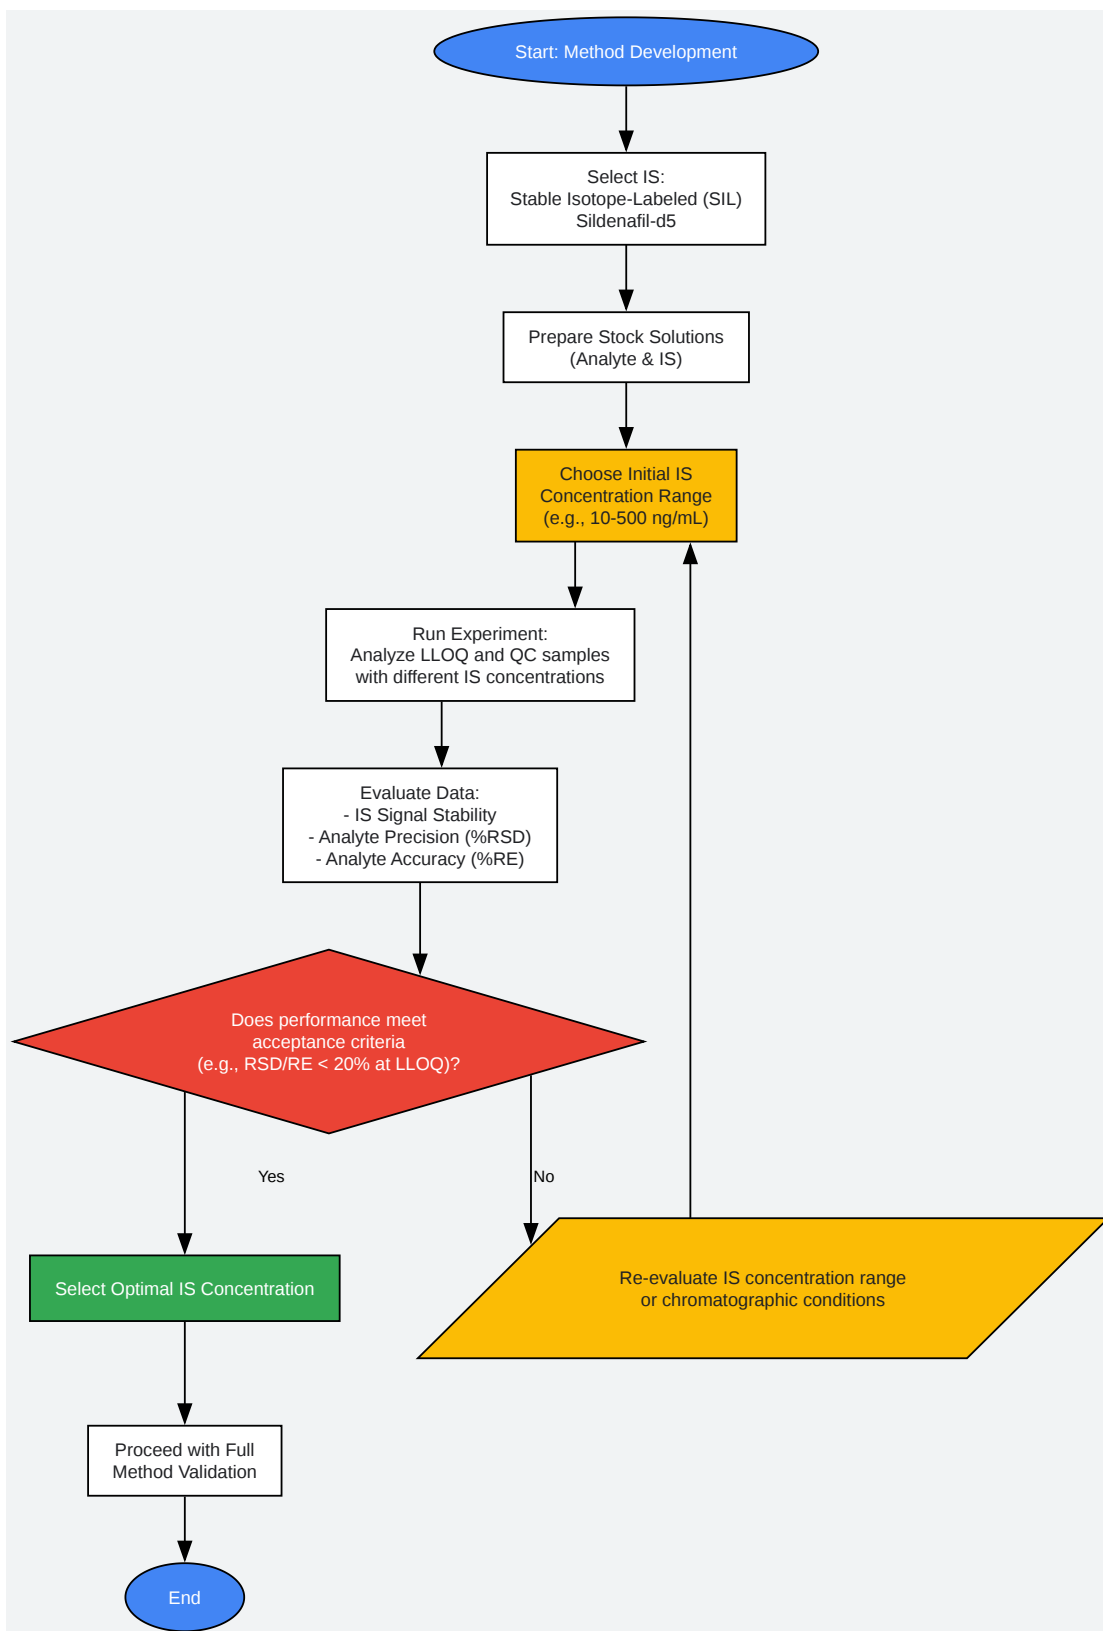 Start: Method Development
Select IS:
Stable Isotope-Labeled (SIL)
Sildenafil-d5
Prepare Stock Solutions
(Analyte & IS)
Choose Initial IS
Concentration Range
(e.g., 10-500 ng/mL)
Run Experiment:
Analyze LLOQ and QC samples
with different IS concentrations
Evaluate Data:
- IS Signal Stability
- Analyte Precision (%RSD)
- Analyte Accuracy (%RE)
Does performance meet
acceptance criteria
(e.g., RSD/RE < 20% at LLOQ)?
Yes
No
Select Optimal IS Concentration
Re-evaluate IS concentration range
or chromatographic conditions
Proceed with Full
Method Validation
End